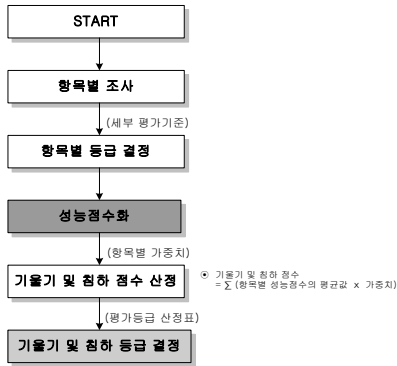 START
항목별 조사
(세부 평가기준)
항목별 등급 결정
성능점수화
(항목별 가중치)
기울기 및 침하 점수 산정
⊙ 기울기 및 침하 점수
= ∑ (항목별 성능점수의 평균값 x 가중치)
(평가등급 산정표)
기울기 및 침하 등급 결정